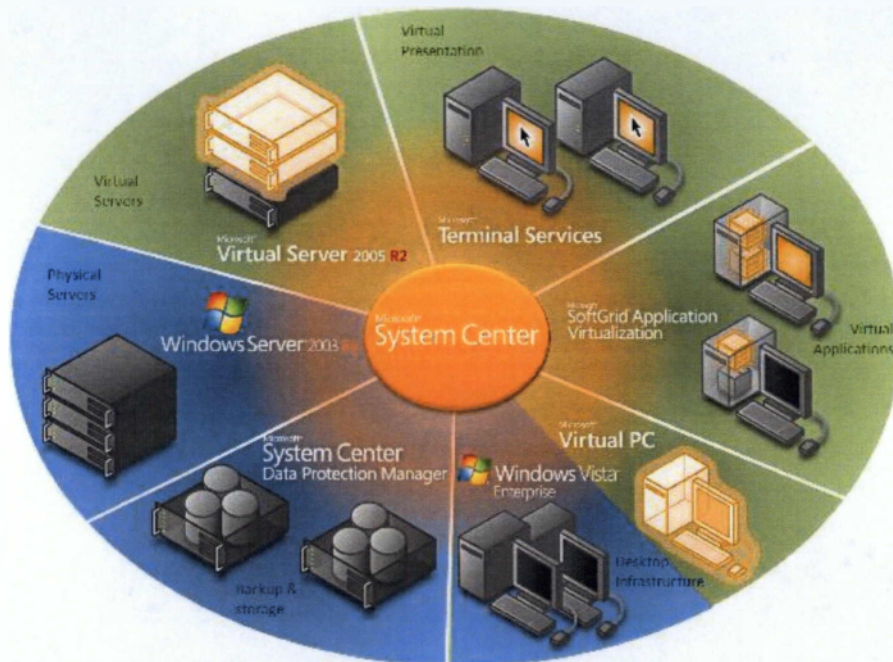 Virtual
Presentation
Virtual
Servers
Microsoft
Virtual Server 2005 R2
Microsoft
Terminal Services
Physical
Servers
Windows Server 2003 R2
Microsoft
System Center
Microsoft
SoftGrid Application
Virtualization
Virtual
Applications
Microsoft
System Center
Data Protection Manager
Microsoft
Virtual PC
Windows Vista
Enterprise
Backup &
storage
Desktop
Infrastructure